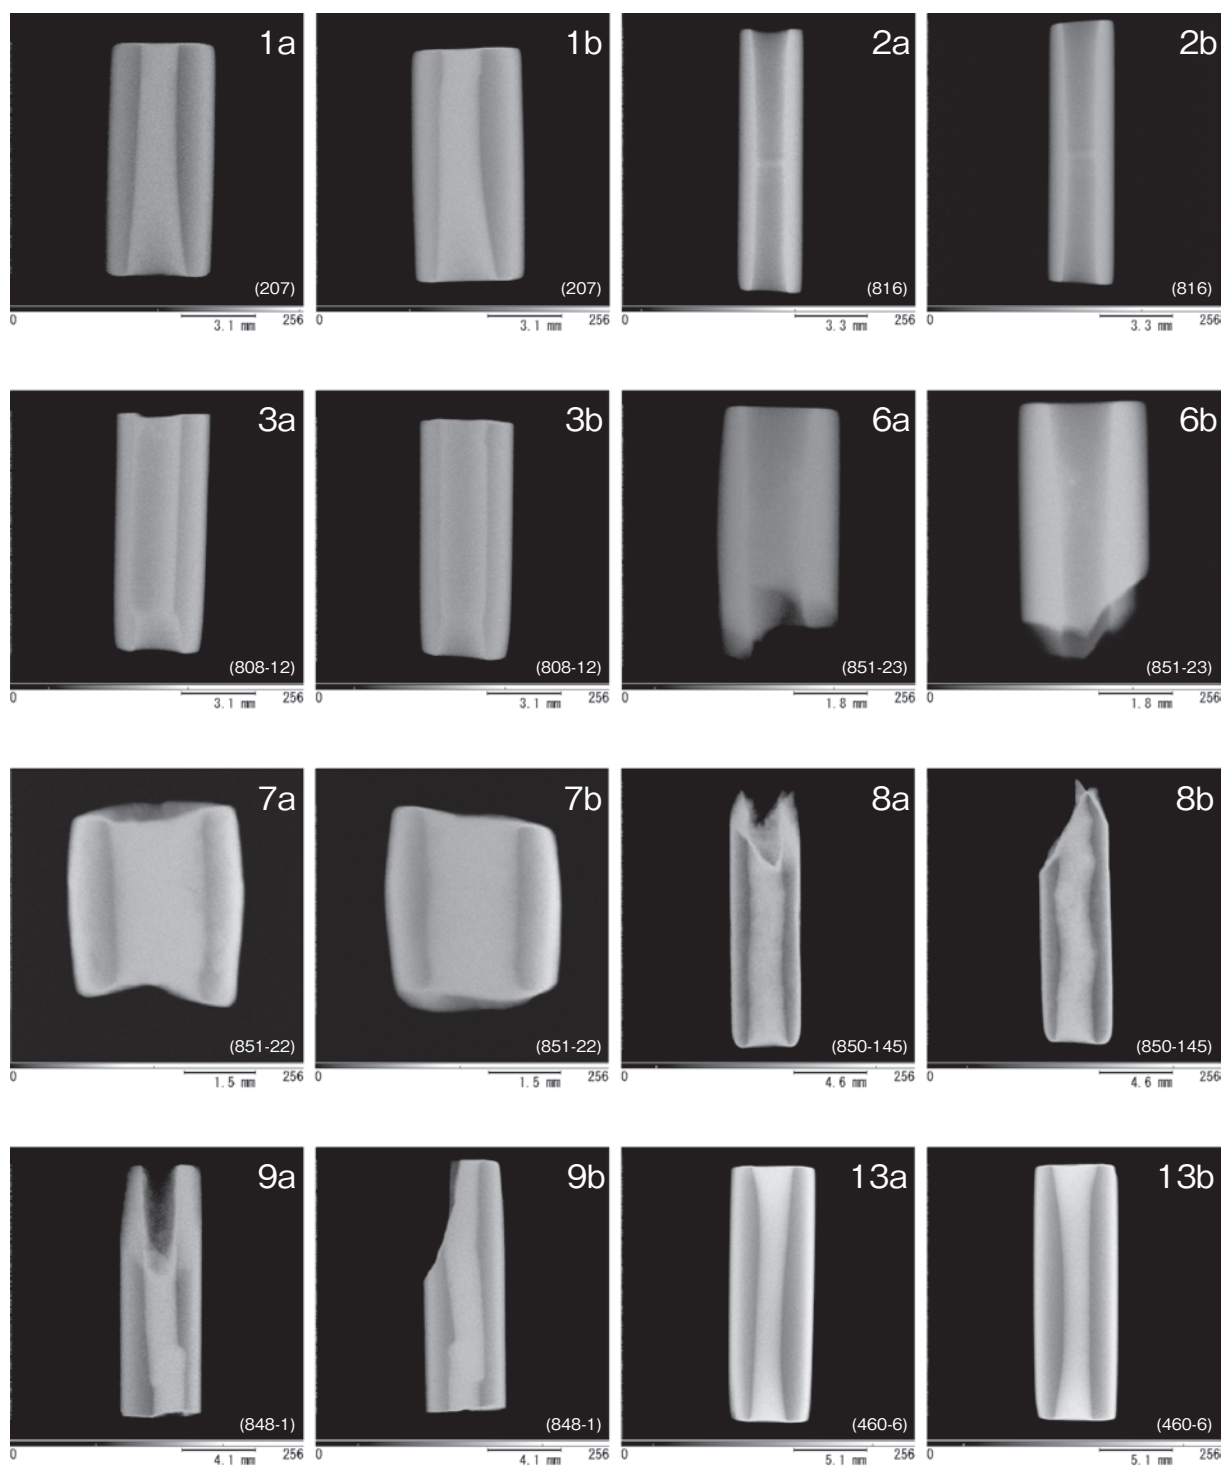 1a
(207)
0 3.1 mm 256
1b
(207)
3.1 mm 256
2a
(816)
0 3.3 mm 256
2b
(816)
0 3.3 mm 256
3a
(808-12)
0 3.1 mm 256
3b
(808-12)
3.1 mm 256
6a
(851-23)
0 1.8 mm 256
6b
(851-23)
0 1.8 mm 256
7a
(851-22)
0 1.5 mm 256
7b
(851-22)
0 1.5 mm 256
8a
(850-145)
0 4.6 mm 256
8b
(850-145)
0 4.6 mm 256
9a
(848-1)
0 4.1 mm 256
9b
(848-1)
0 4.1 mm 256
13a
(460-6)
0 5.1 mm 256
13b
(460-6)
0 5.1 mm 256